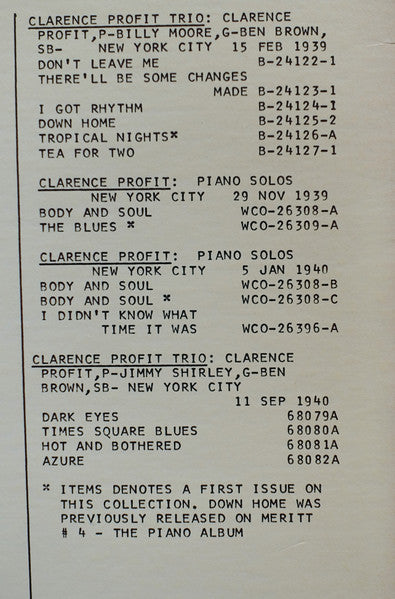 CLARENCE PROFIT TRIO: CLARENCE
PROFIT,P-BILLY MOORE,G-BEN BROWN,
SB- NEW YORK CITY 15 FEB 1939
DON'T LEAVE ME B-24122-1
THERE'LL BE SOME CHANGES
MADE B-24123-1
I GOT RHYTHM B-24124-1
DOWN HOME B-24125-2
TROPICAL NIGHTS* B-24126-A
TEA FOR TWO B-24127-1
CLARENCE PROFIT: PIANO SOLOS
NEW YORK CITY 29 NOV 1939
BODY AND SOUL WCO-26308-A
THE BLUES * WCO-26309-A
CLARENCE PROFIT: PIANO SOLOS
NEW YORK CITY 5 JAN 1940
BODY AND SOUL WCO-26308-B
BODY AND SOUL * WCO-26308-C
I DIDN'T KNOW WHAT
TIME IT WAS WCO-26396-A
CLARENCE PROFIT TRIO: CLARENCE
PROFIT,P-JIMMY SHIRLEY,G-BEN
BROWN,SB- NEW YORK CITY
11 SEP 1940
DARK EYES 68079A
TIMES SQUARE BLUES 68080A
HOT AND BOTHERED 68081A
AZURE 68082A
* ITEMS DENOTES A FIRST ISSUE ON
THIS COLLECTION. DOWN HOME WAS
PREVIOUSLY RELEASED ON MERITT
# 4 - THE PIANO ALBUM